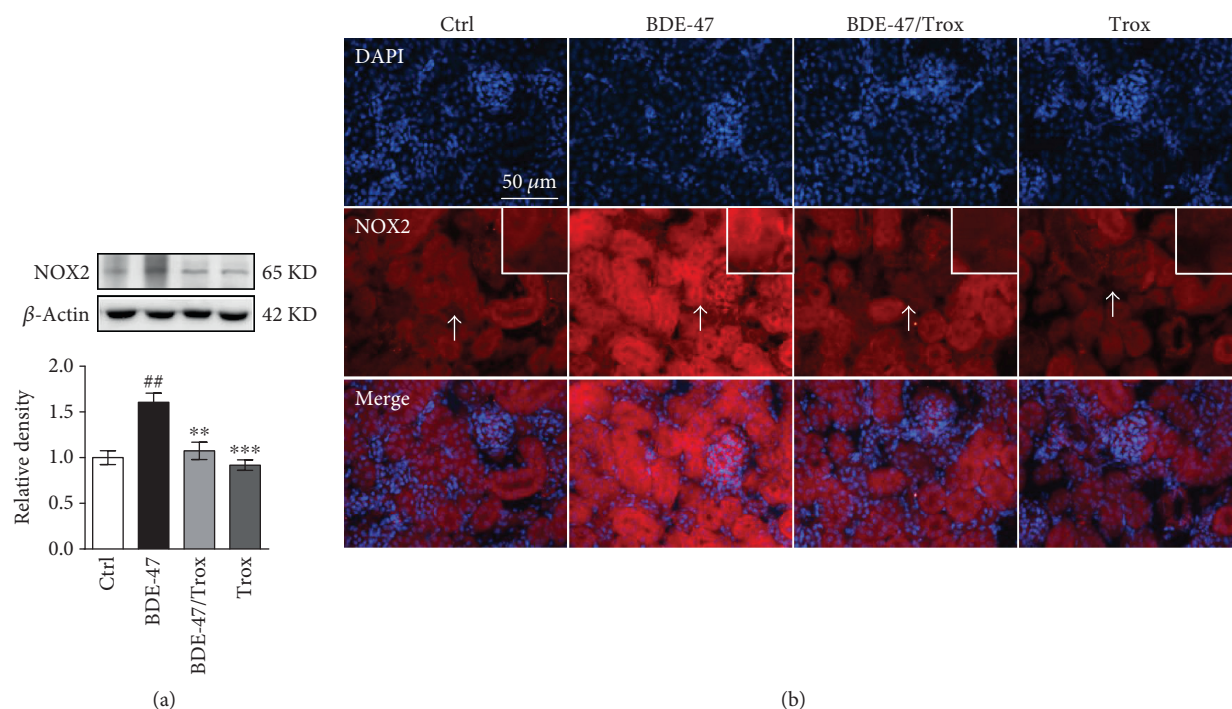 NOX2 65 KD
β-Actin 42 KD
2.0
1.5
1.0
0.5
0.0
Relative density
##
**
***
Ctrl
BDE-47
BDE-47/Trox
Trox
(a)
Ctrl BDE-47 BDE-47/Trox Trox
DAPI
50 μm
NOX2
Merge
(b)